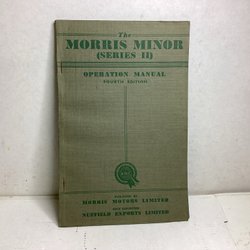 The
MORRIS MINOR
(SERIES II)
OPERATION MANUAL
FOURTH EDITION
MORRIS MOTORS LIMITED
NUFFIELD EXPORTS LIMITED